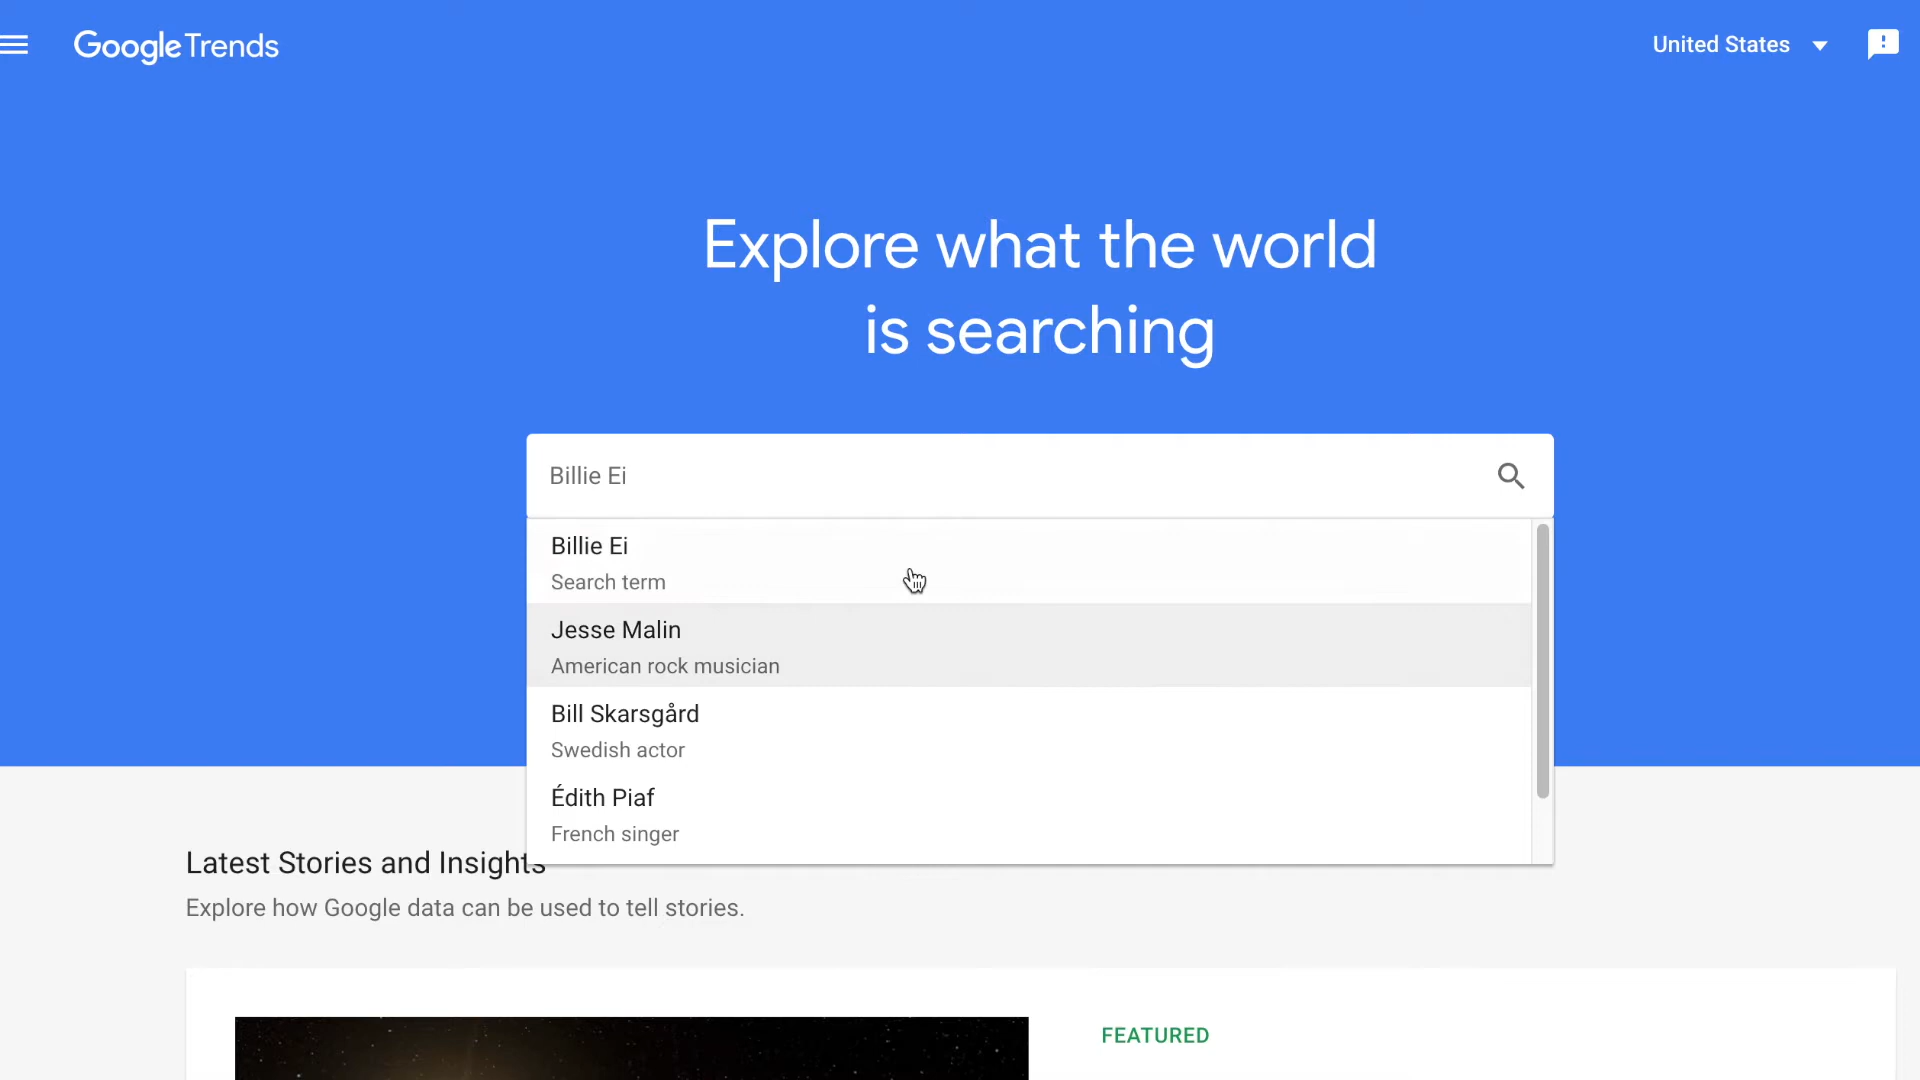 Google Trends
United States
Explore what the world
is searching
Billie Ei
Billie Ei
Search term
Jesse Malin
American rock musician
Bill Skarsgård
Swedish actor
Édith Piaf
French singer
Latest Stories and Insights
Explore how Google data can be used to tell stories.
FEATURED